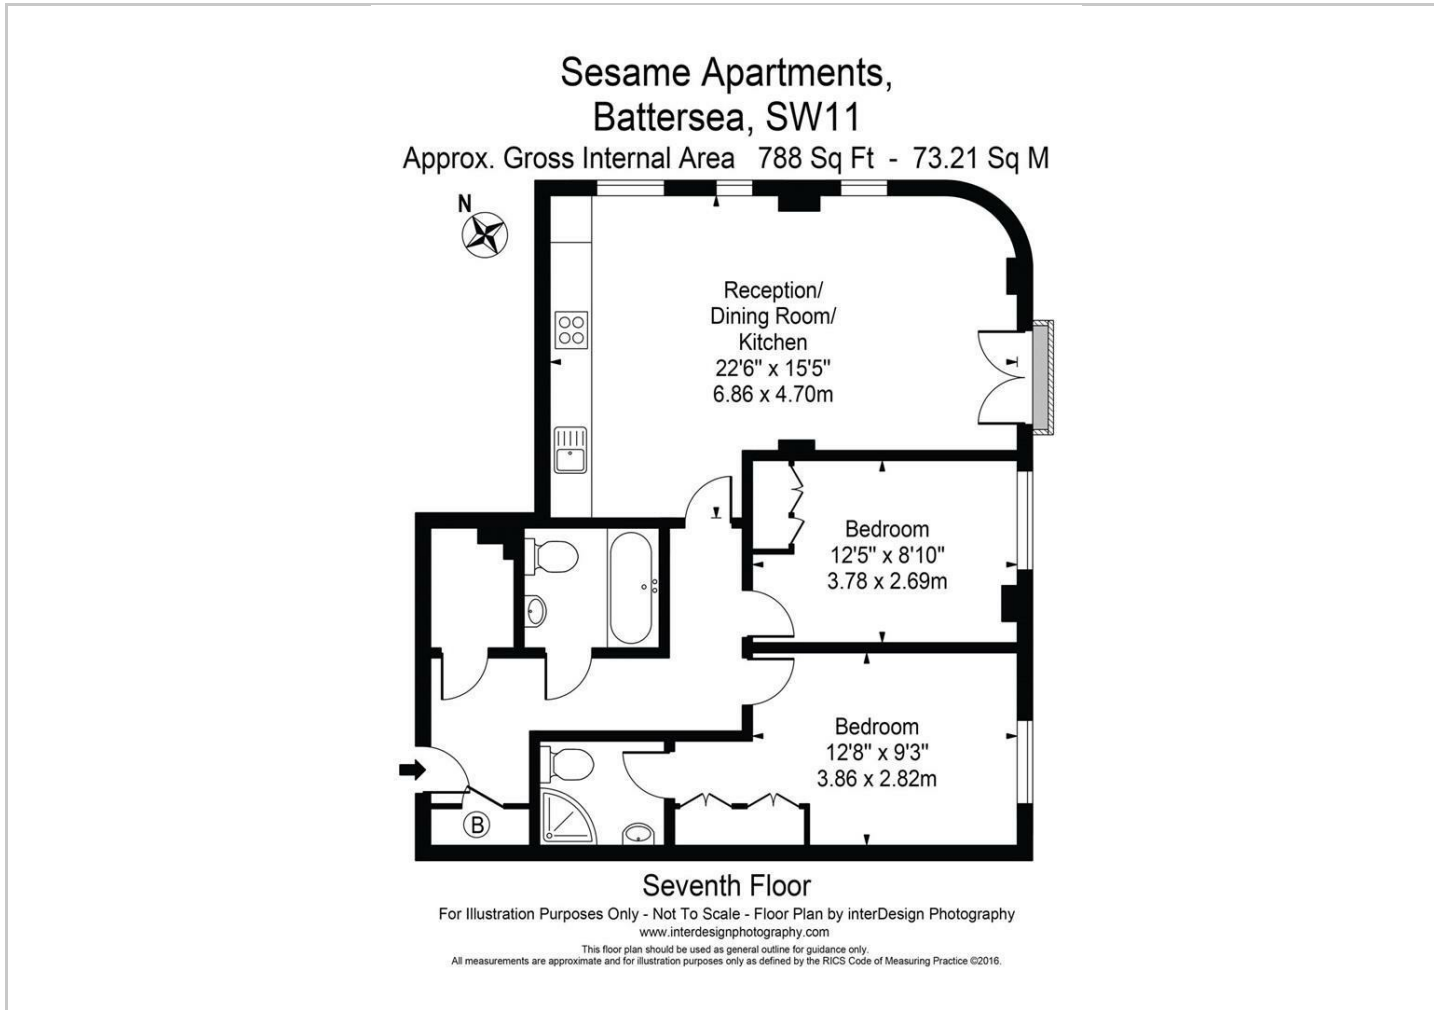 Sesame Apartments,
Battersea, SW11
Approx. Gross Internal Area 788 Sq Ft - 73.21 Sq M
N
Reception/
Dining Room/
Kitchen
22'6" x 15'5"
6.86 x 4.70m
Bedroom
12'5" x 8'10"
3.78 x 2.69m
Bedroom
12'8" x 9'3"
3.86 x 2.82m
B
Seventh Floor
For Illustration Purposes Only - Not To Scale - Floor Plan by interDesign Photography
www.interdesignphotography.com
This floor plan should be used as general outline for guidance only.
All measurements are approximate and for illustration purposes only as defined by the RICS Code of Measuring Practice ©2016.